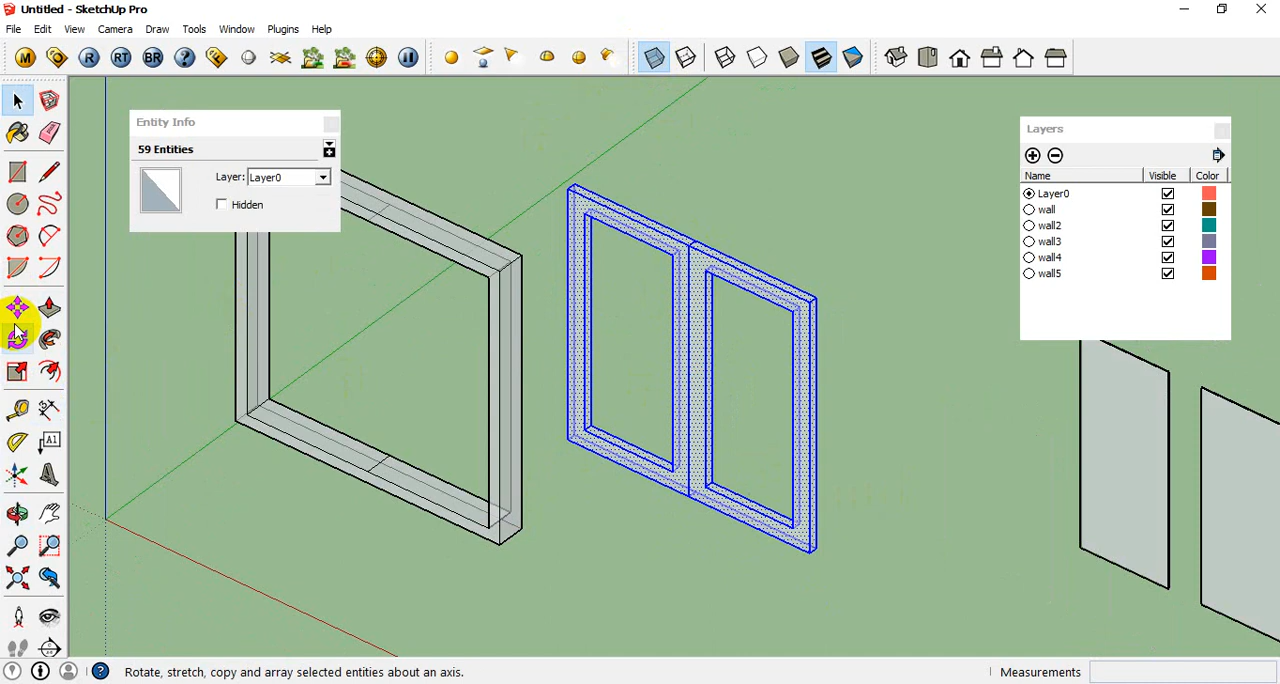 Untitled - SketchUp Pro
File Edit View Camera Draw Tools Window Plugins Help
M O R RT BR ? F
Entity Info
59 Entities
Layer: Layer0
Hidden
Layers
Name Visible Color
Layer0
wall
wall2
wall3
wall4
wall5
A1
Rotate, stretch, copy and array selected entities about an axis.
Measurements